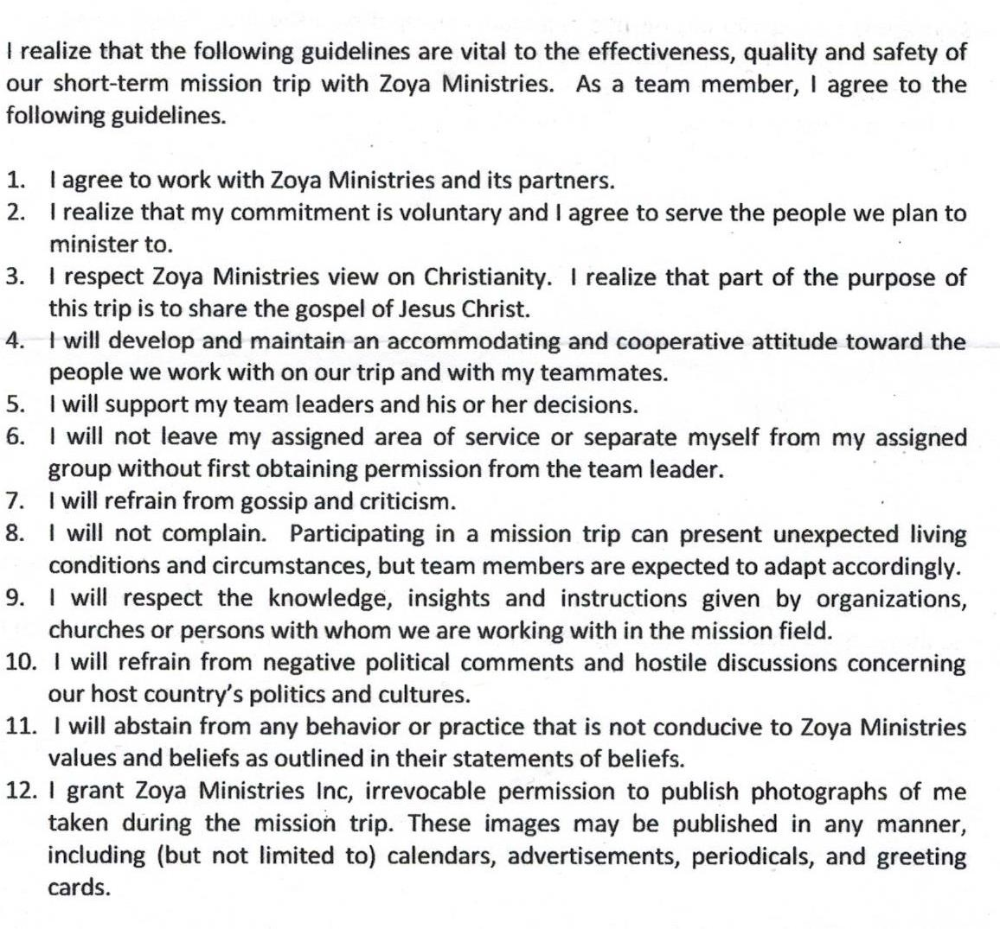 I realize that the following guidelines are vital to the effectiveness, quality and safety of
our short-term mission trip with Zoya Ministries. As a team member, I agree to the
following guidelines.
1. I agree to work with Zoya Ministries and its partners.
2. I realize that my commitment is voluntary and I agree to serve the people we plan to
minister to.
3. I respect Zoya Ministries view on Christianity. I realize that part of the purpose of
this trip is to share the gospel of Jesus Christ.
4. I will develop and maintain an accommodating and cooperative attitude toward the
people we work with on our trip and with my teammates.
5. I will support my team leaders and his or her decisions.
6. I will not leave my assigned area of service or separate myself from my assigned
group without first obtaining permission from the team leader.
7. I will refrain from gossip and criticism.
8. I will not complain. Participating in a mission trip can present unexpected living
conditions and circumstances, but team members are expected to adapt accordingly.
9. I will respect the knowledge, insights and instructions given by organizations,
churches or persons with whom we are working with in the mission field.
10. I will refrain from negative political comments and hostile discussions concerning
our host country's politics and cultures.
11. I will abstain from any behavior or practice that is not conducive to Zoya Ministries
values and beliefs as outlined in their statements of beliefs.
12. I grant Zoya Ministries Inc, irrevocable permission to publish photographs of me
taken during the mission trip. These images may be published in any manner,
including (but not limited to) calendars, advertisements, periodicals, and greeting
cards.